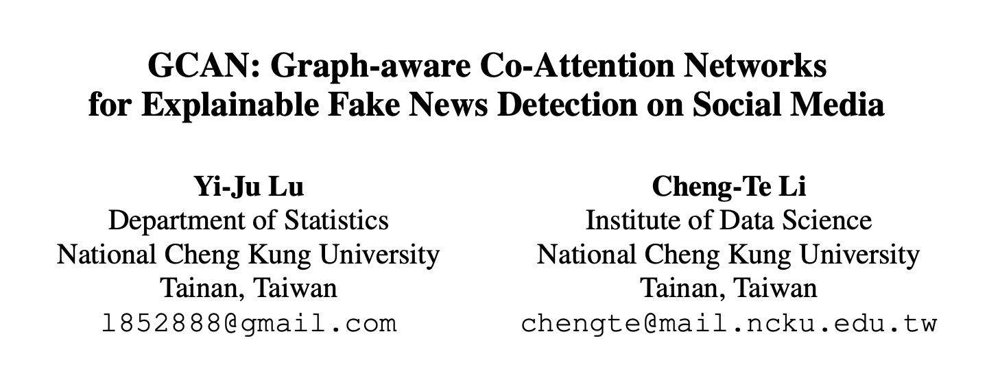 GCAN: Graph-aware Co-Attention Networks
for Explainable Fake News Detection on Social Media
Yi-Ju Lu
Department of Statistics
National Cheng Kung University
Tainan, Taiwan
l852888@gmail.com
Cheng-Te Li
Institute of Data Science
National Cheng Kung University
Tainan, Taiwan
chengte@mail.ncku.edu.tw